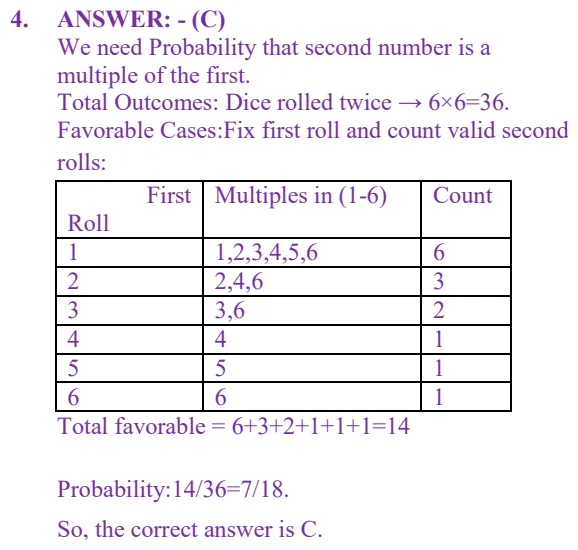 4. ANSWER: - (C)
We need Probability that second number is a
multiple of the first.
Total Outcomes: Dice rolled twice → 6×6=36.
Favorable Cases:Fix first roll and count valid second
rolls:
First Multiples in (1-6) Count
Roll
1 1,2,3,4,5,6 6
2 2,4,6 3
3 3,6 2
4 4 1
5 5 1
6 6 1
Total favorable = 6+3+2+1+1+1=14
Probability:14/36=7/18.
So, the correct answer is C.